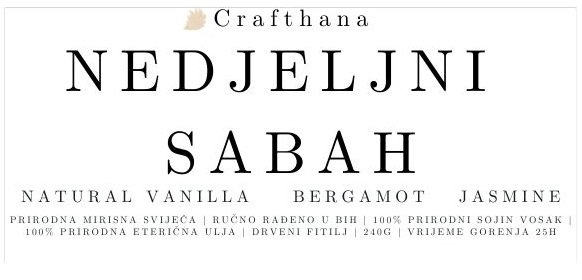 Crafthana
NEDJELJNI
SABAH
NATURAL VANILLA BERGAMOT JASMINE
PRIRODNA MIRISNA SVIJEĆA | RUČNO RAĐENO U BIH | 100% PRIRODNI SOJIN VOSAK |
100% PRIRODNA ETERIČNA ULJA | DRVENI FITILJ | 240G | VRIJEME GORENJA 25H